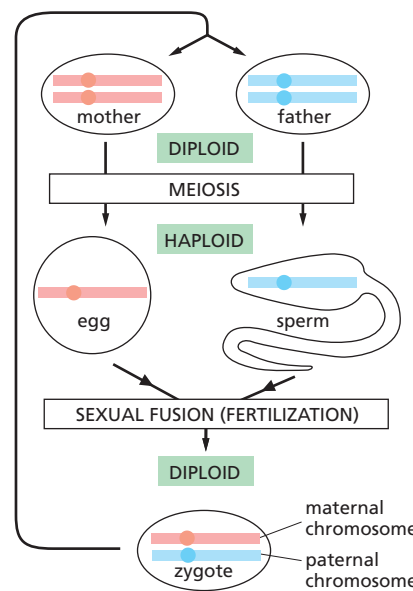 mother
father
DIPLOID
MEIOSIS
HAPLOID
egg
sperm
SEXUAL FUSION (FERTILIZATION)
DIPLOID
maternal
chromosome
paternal
chromosome
zygote